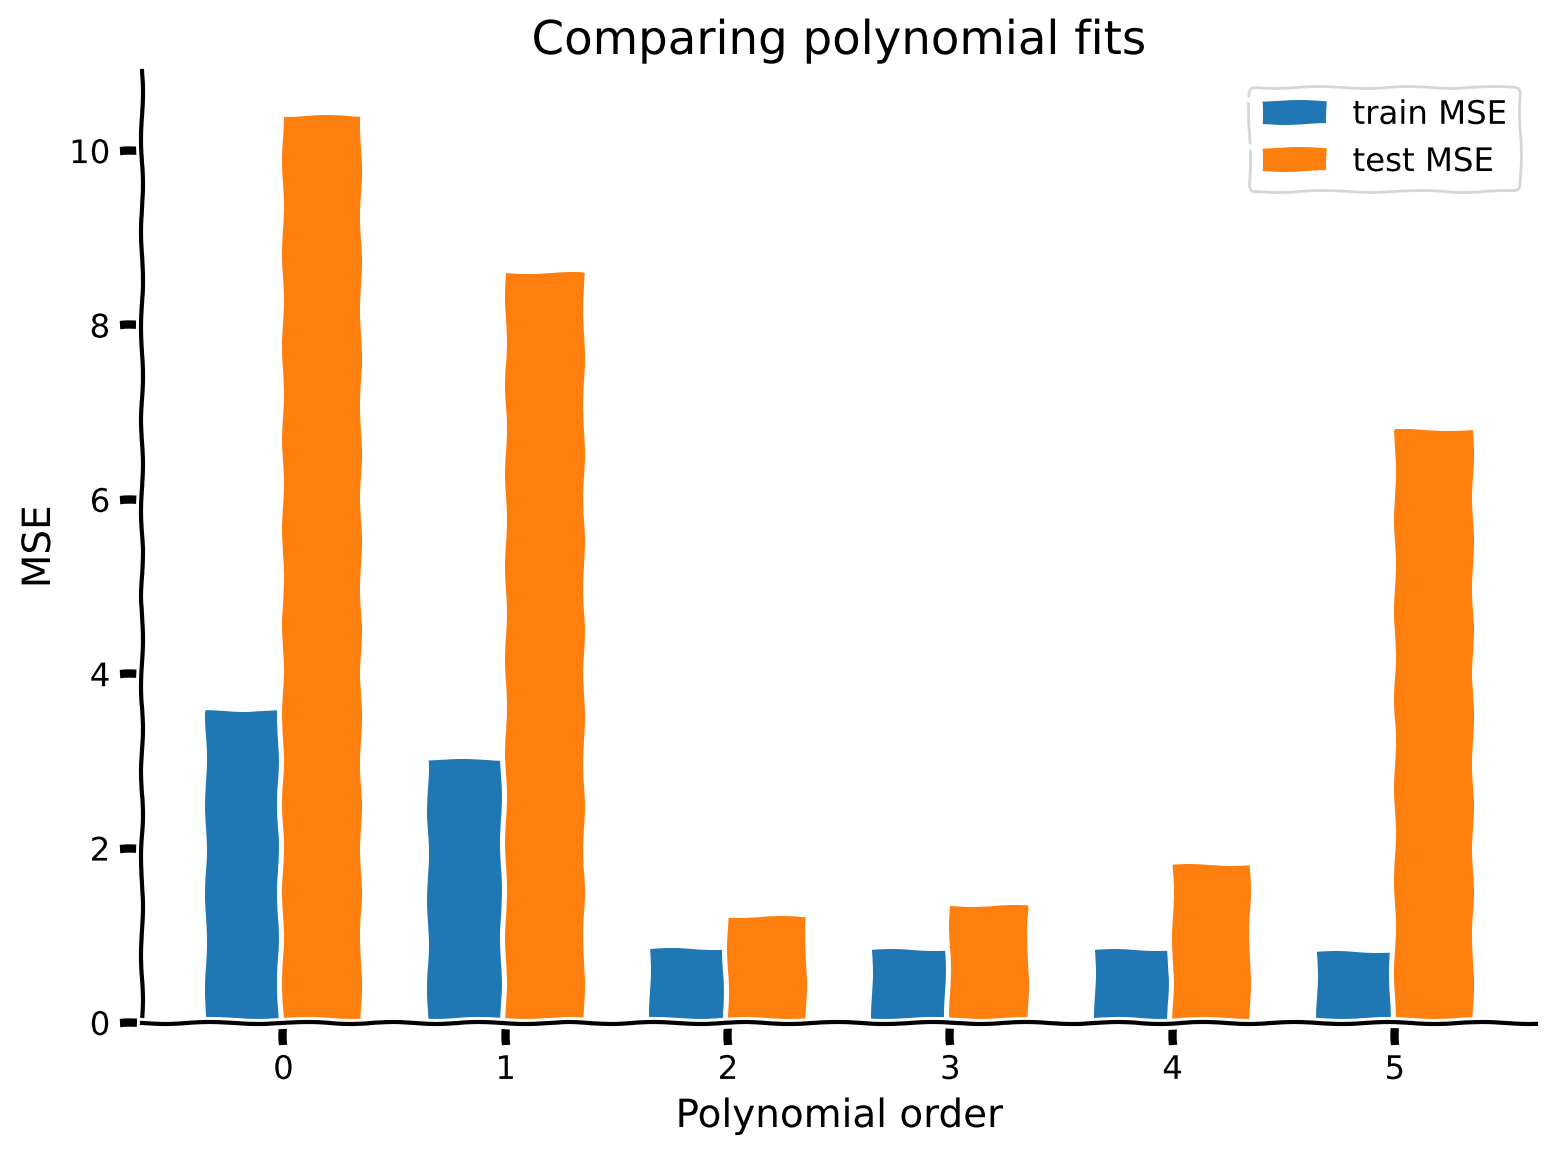 Comparing polynomial fits
train MSE
test MSE
MSE
10
8
6
4
2
0
0 1 2 3 4 5
Polynomial order